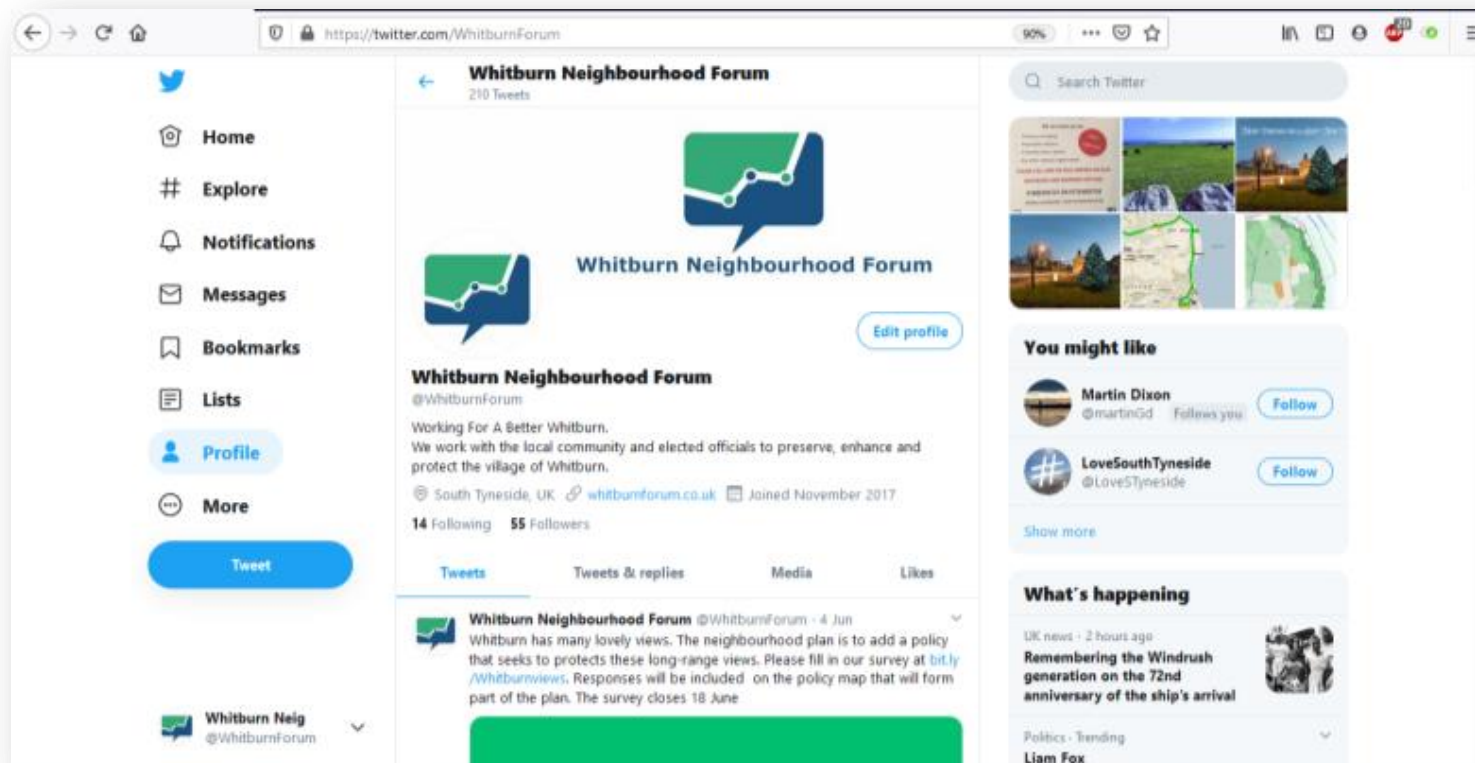 https://twitter.com/WhitburnForum
90%
Home
Explore
Notifications
Messages
Bookmarks
Lists
Profile
More
Tweet
Whitburn Neig
@WhitburnForum
Whitburn Neighbourhood Forum
210 Tweets
Whitburn Neighbourhood Forum
Edit profile
Whitburn Neighbourhood Forum
@WhitburnForum
Working For A Better Whitburn.
We work with the local community and elected officials to preserve, enhance and
protect the village of Whitburn.
South Tyneside, UK whitburnforum.co.uk Joined November 2017
14 Following 55 Followers
Tweets Tweets & replies Media Likes
Whitburn Neighbourhood Forum @WhitburnForum · 4 Jun
Whitburn has many lovely views. The neighbourhood plan is to add a policy
that seeks to protects these long-range views. Please fill in our survey at bit.ly
/Whitburnviews. Responses will be included on the policy map that will form
part of the plan. The survey closes 18 June
Search Twitter
You might like
Martin Dixon
@martinGd Follows you
Follow
LoveSouthTyneside
@LoveSTyneside
Follow
Show more
What's happening
UK news · 2 hours ago
Remembering the Windrush
generation on the 72nd
anniversary of the ship's arrival
Politics · Trending
Liam Fox